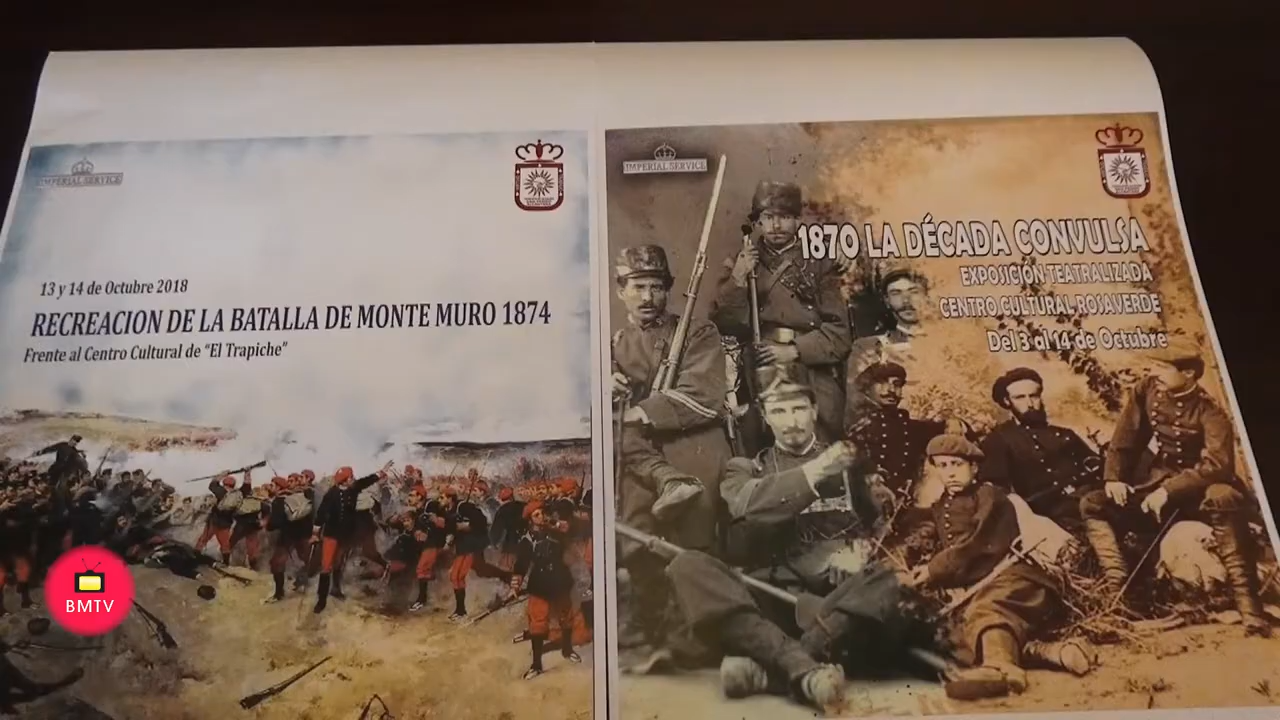 IMPERIAL SERVICE
13 y 14 de Octubre 2018
RECREACION DE LA BATALLA DE MONTE MURO 1874
Frente al Centro Cultural de “El Trapiche”
BMTV
IMPERIAL SERVICE
1870 LA DÉCADA CONVULSA
EXPOSICIÓN TEATRALIZADA
CENTRO CULTURAL ROSAVERDE
Del 3 al 14 de Octubre